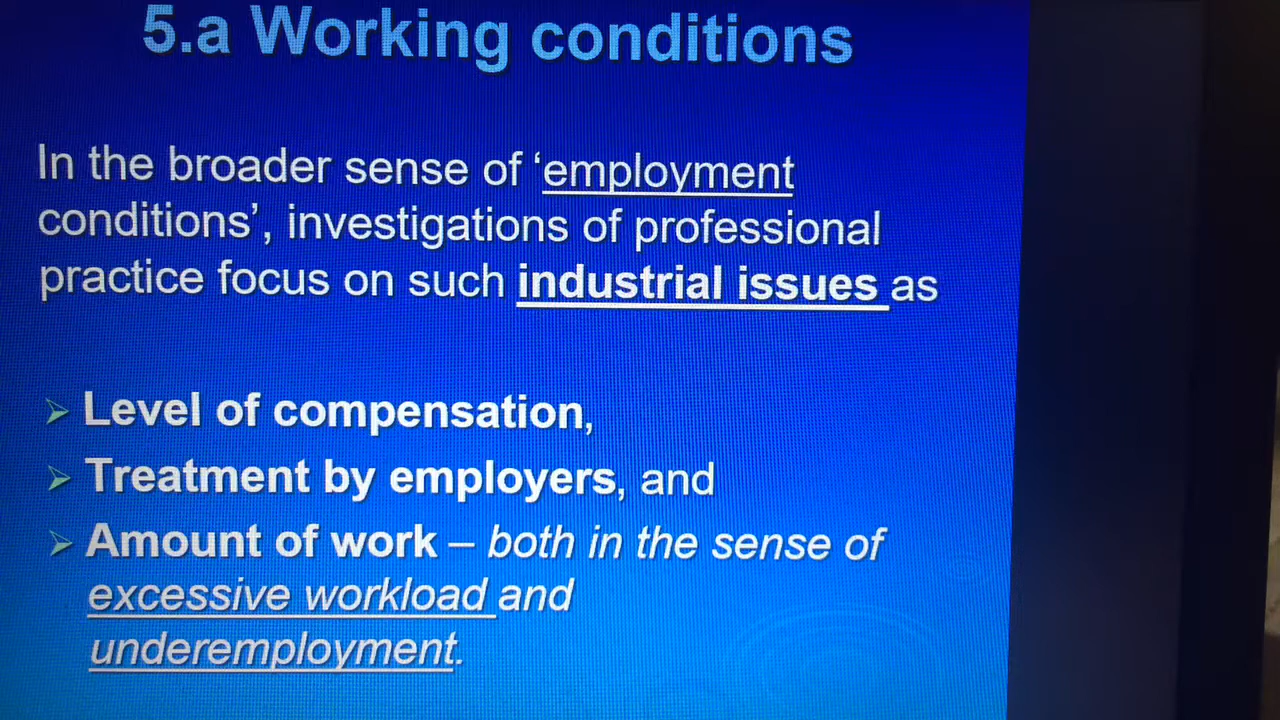 5.a Working conditions
In the broader sense of ‘employment
conditions’, investigations of professional
practice focus on such industrial issues as
➢ Level of compensation,
➢ Treatment by employers, and
➢ Amount of work – both in the sense of
excessive workload and
underemployment.